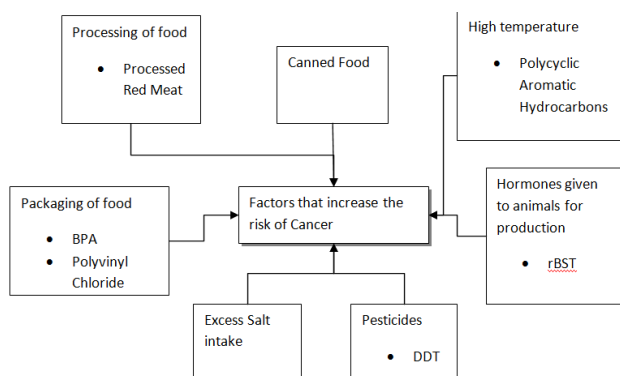 Processing of food
• Processed
Red Meat
Canned Food
High temperature
• Polycyclic
Aromatic
Hydrocarbons
Packaging of food
• BPA
• Polyvinyl
Chloride
Factors that increase the
risk of Cancer
Hormones given
to animals for
production
• rBST
Excess Salt
intake
Pesticides
• DDT